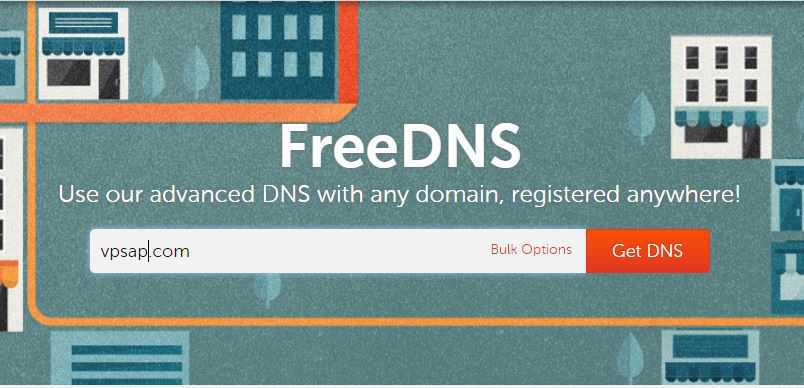 FreeDNS
Use our advanced DNS with any domain, registered anywhere!
vpsap.com
Bulk Options
Get DNS